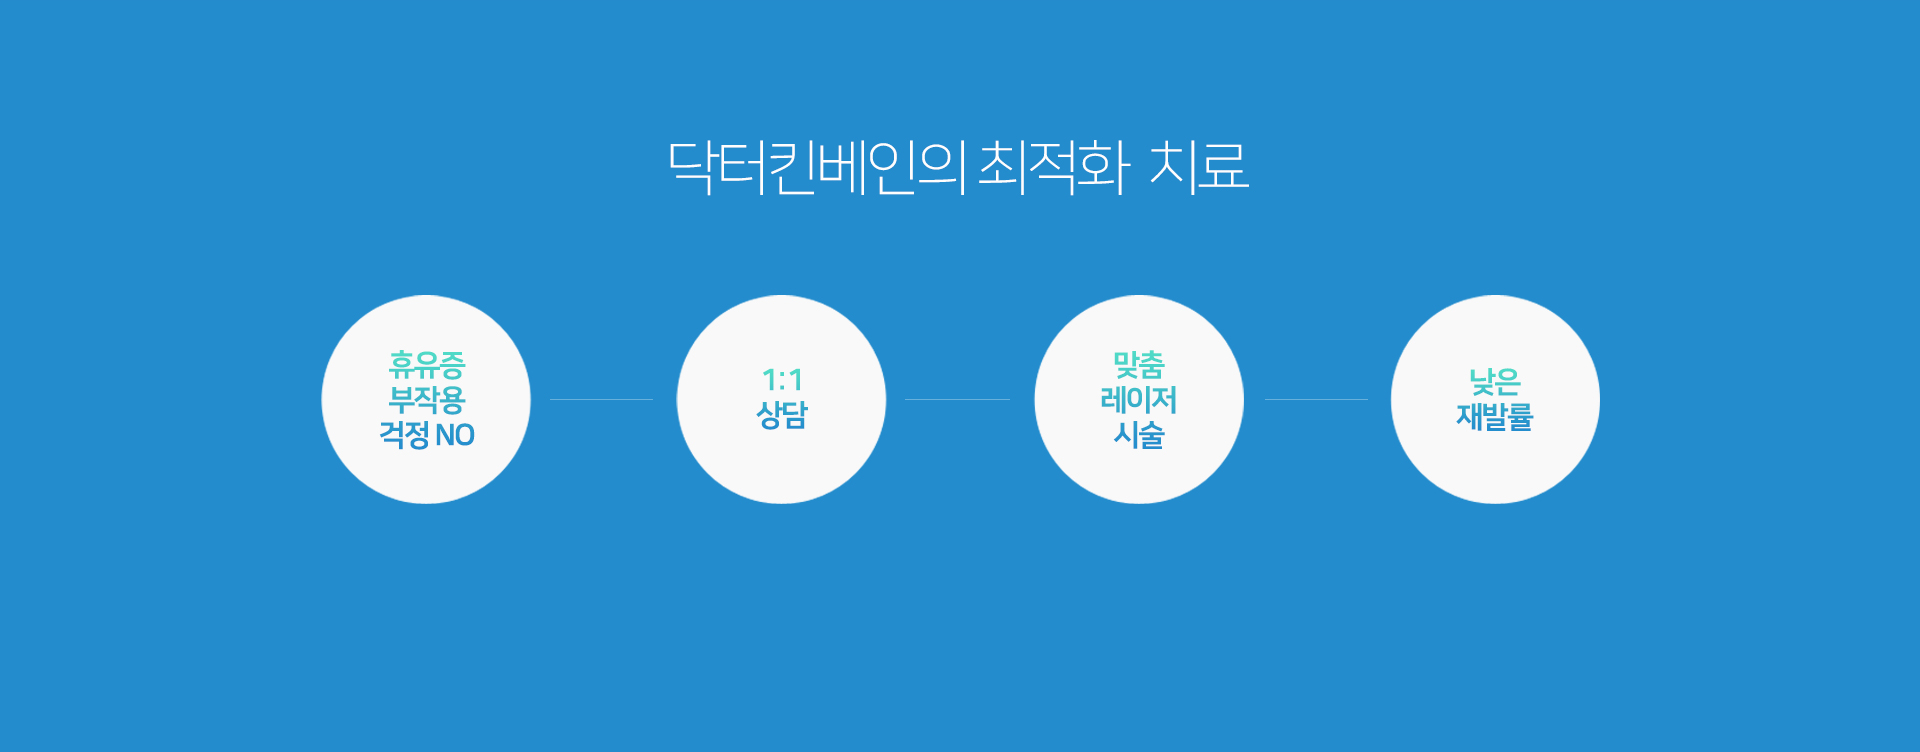 닥터킨베인의 최적화 치료
휴유증
부작용
걱정 NO
1:1
상담
맞춤
레이저
시술
낮은
재발률